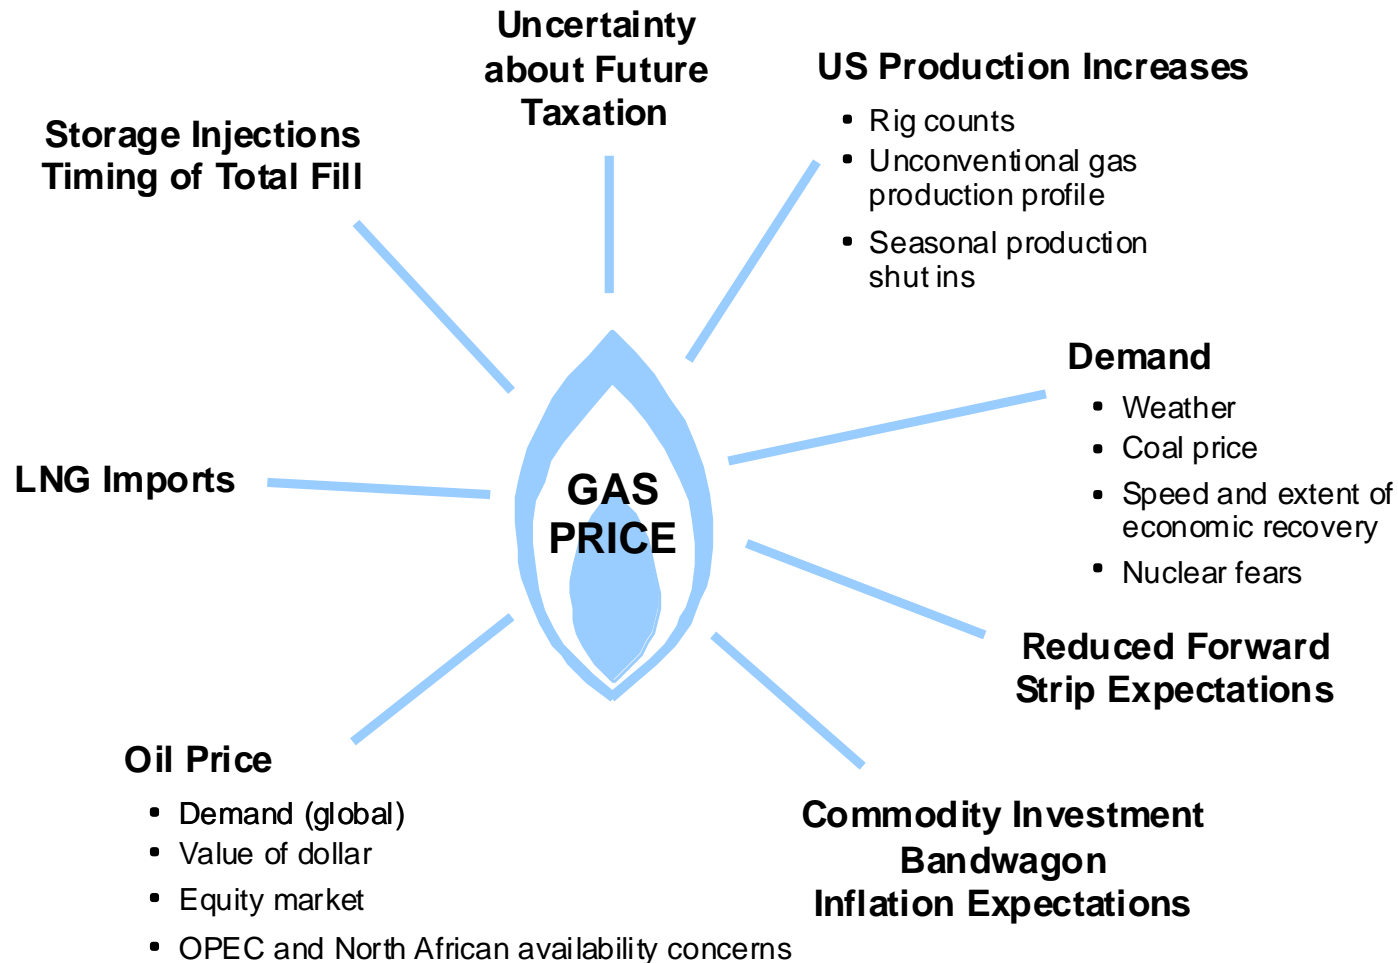 Uncertainty
about Future
Taxation
US Production Increases
▪ Rig counts
▪ Unconventional gas
production profile
▪ Seasonal production
shut ins
Storage Injections
Timing of Total Fill
Demand
▪ Weather
▪ Coal price
▪ Speed and extent of
economic recovery
▪ Nuclear fears
LNG Imports
GAS
PRICE
Reduced Forward
Strip Expectations
Oil Price
▪ Demand (global)
▪ Value of dollar
▪ Equity market
▪ OPEC and North African availability concerns
Commodity Investment
Bandwagon
Inflation Expectations